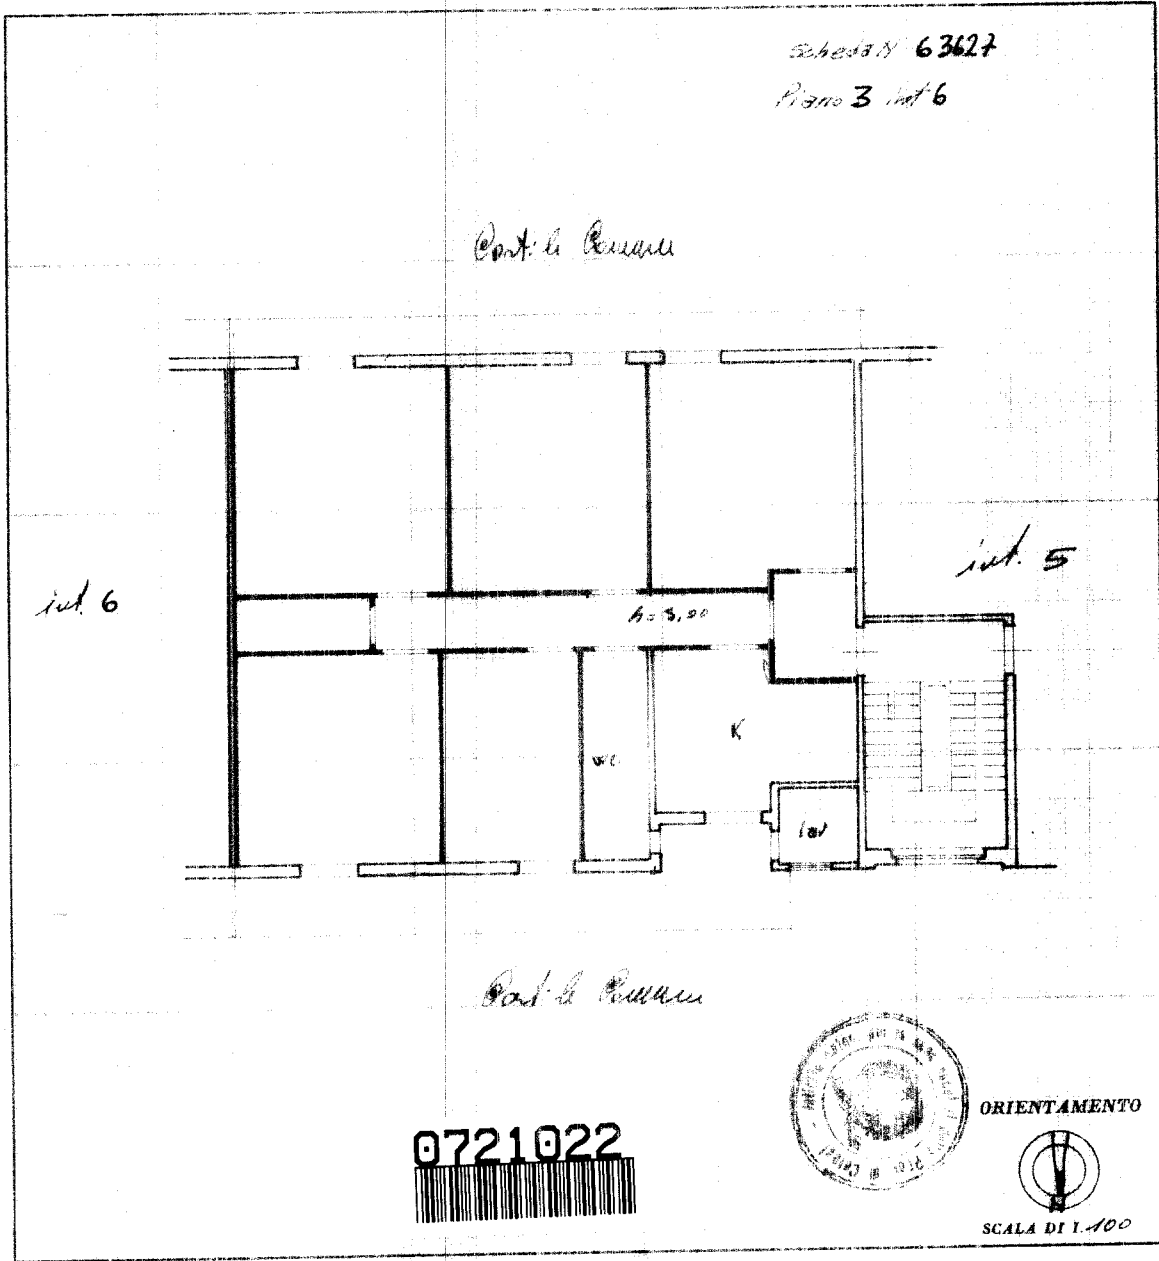 Scheda N 63627
Piano 3 int 6
Cortile Comune
int. 6
int. 5
h=3,00
K
WC
lav
Cortile Comune
0721022
ORIENTAMENTO
N
SCALA DI 1.100